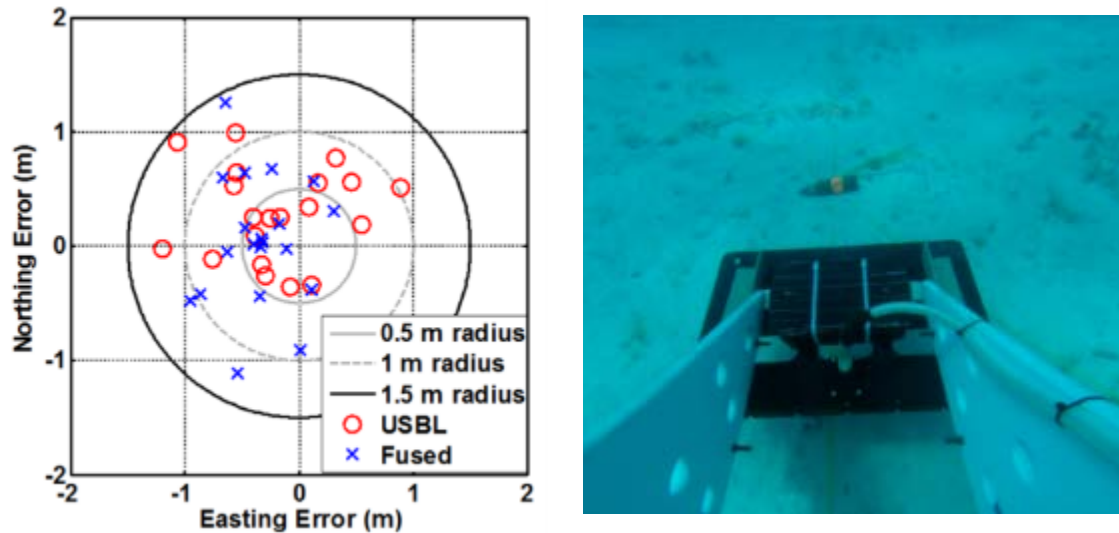 2
1
0
-1
-2
Northing Error (m)
0.5 m radius
1 m radius
1.5 m radius
USBL
Fused
-2
-1
0
1
2
Easting Error (m)